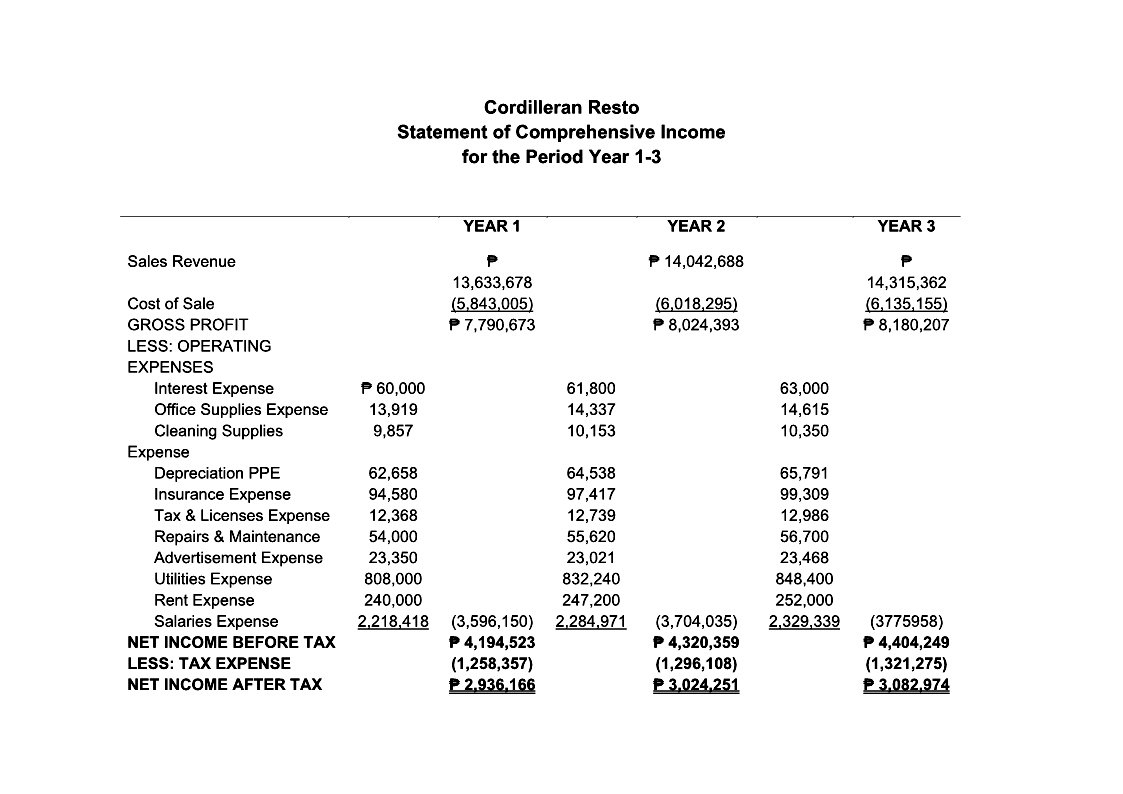 Cordilleran Resto
Statement of Comprehensive Income
for the Period Year 1-3
YEAR 1 YEAR 2 YEAR 3
Sales Revenue ₱ ₱ 14,042,688 ₱
13,633,678 14,315,362
Cost of Sale (5,843,005) (6,018,295) (6,135,155)
GROSS PROFIT ₱ 7,790,673 ₱ 8,024,393 ₱ 8,180,207
LESS: OPERATING
EXPENSES
Interest Expense ₱ 60,000 61,800 63,000
Office Supplies Expense 13,919 14,337 14,615
Cleaning Supplies 9,857 10,153 10,350
Expense
Depreciation PPE 62,658 64,538 65,791
Insurance Expense 94,580 97,417 99,309
Tax & Licenses Expense 12,368 12,739 12,986
Repairs & Maintenance 54,000 55,620 56,700
Advertisement Expense 23,350 23,021 23,468
Utilities Expense 808,000 832,240 848,400
Rent Expense 240,000 247,200 252,000
Salaries Expense 2,218,418 (3,596,150) 2,284,971 (3,704,035) 2,329,339 (3775958)
NET INCOME BEFORE TAX ₱ 4,194,523 ₱ 4,320,359 ₱ 4,404,249
LESS: TAX EXPENSE (1,258,357) (1,296,108) (1,321,275)
NET INCOME AFTER TAX ₱ 2,936,166 ₱ 3,024,251 ₱ 3,082,974